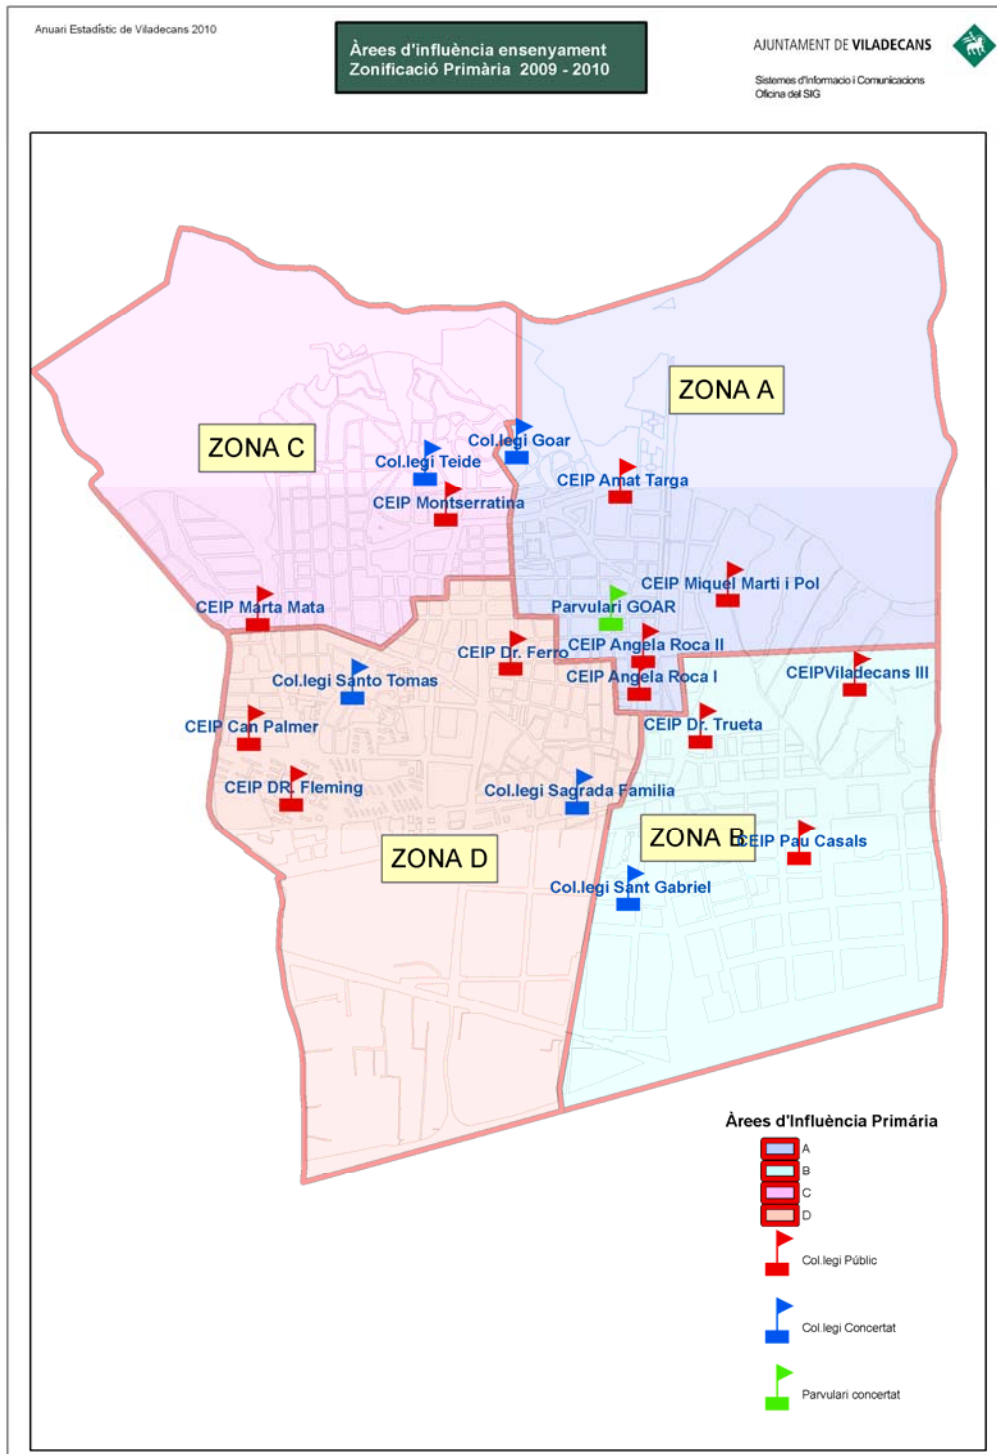 Anuari Estadístic de Viladecans 2010
Àrees d'influència ensenyament
Zonificació Primària 2009 - 2010
AJUNTAMENT DE VILADECANS
Sistemes d'Informacio i Comunicacions
Oficina del SIG
ZONA A
ZONA C
Col.legi Goar
Col.legi Teide
CEIP Amat Targa
CEIP Montserratina
CEIP Miquel Marti i Pol
CEIP Marta Mata
Parvulari GOAR
CEIP Angela Roca II
CEIP Dr. Ferro
CEIPViladecans III
Col.legi Santo Tomas
CEIP Angela Roca I
CEIP Can Palmer
CEIP Dr. Trueta
CEIP DR. Fleming
Col.legi Sagrada Familia
ZONA B
CEIP Pau Casals
ZONA D
Col.legi Sant Gabriel
Àrees d'Influència Primária
A
B
C
D
Col.legi Públic
Col.legi Concertat
Parvulari concertat